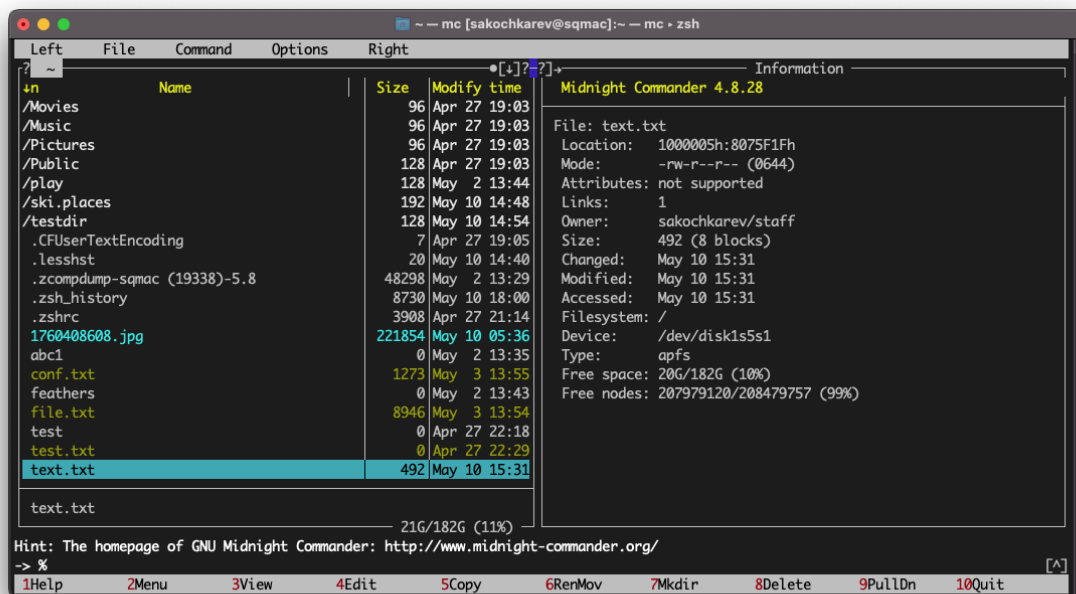 ~ — mc [sakochkarev@sqmac]:~ — mc ▸ zsh
Left File Command Options Right
? ~ ●[↓]? ?]→ Information
↓n Name Size Modify time
/Movies 96 Apr 27 19:03
/Music 96 Apr 27 19:03
/Pictures 96 Apr 27 19:03
/Public 128 Apr 27 19:03
/play 128 May 2 13:44
/ski.places 192 May 10 14:48
/testdir 128 May 10 14:54
.CFUserTextEncoding 7 Apr 27 19:05
.lesshst 20 May 10 14:40
.zcompdump-sqmac (19338)-5.8 48298 May 2 13:29
.zsh_history 8730 May 10 18:00
.zshrc 3908 Apr 27 21:14
1760408608.jpg 221854 May 10 05:36
abc1 0 May 2 13:35
conf.txt 1273 May 3 13:55
feathers 0 May 2 13:43
file.txt 8946 May 3 13:54
test 0 Apr 27 22:18
test.txt 0 Apr 27 22:29
text.txt 492 May 10 15:31
text.txt
21G/182G (11%)
Midnight Commander 4.8.28
File: text.txt
Location: 1000005h:8075F1Fh
Mode: -rw-r--r-- (0644)
Attributes: not supported
Links: 1
Owner: sakochkarev/staff
Size: 492 (8 blocks)
Changed: May 10 15:31
Modified: May 10 15:31
Accessed: May 10 15:31
Filesystem: /
Device: /dev/disk1s5s1
Type: apfs
Free space: 20G/182G (10%)
Free nodes: 207979120/208479757 (99%)
Hint: The homepage of GNU Midnight Commander: http://www.midnight-commander.org/
-> % [^]
1Help 2Menu 3View 4Edit 5Copy 6RenMov 7Mkdir 8Delete 9PullDn 10Quit